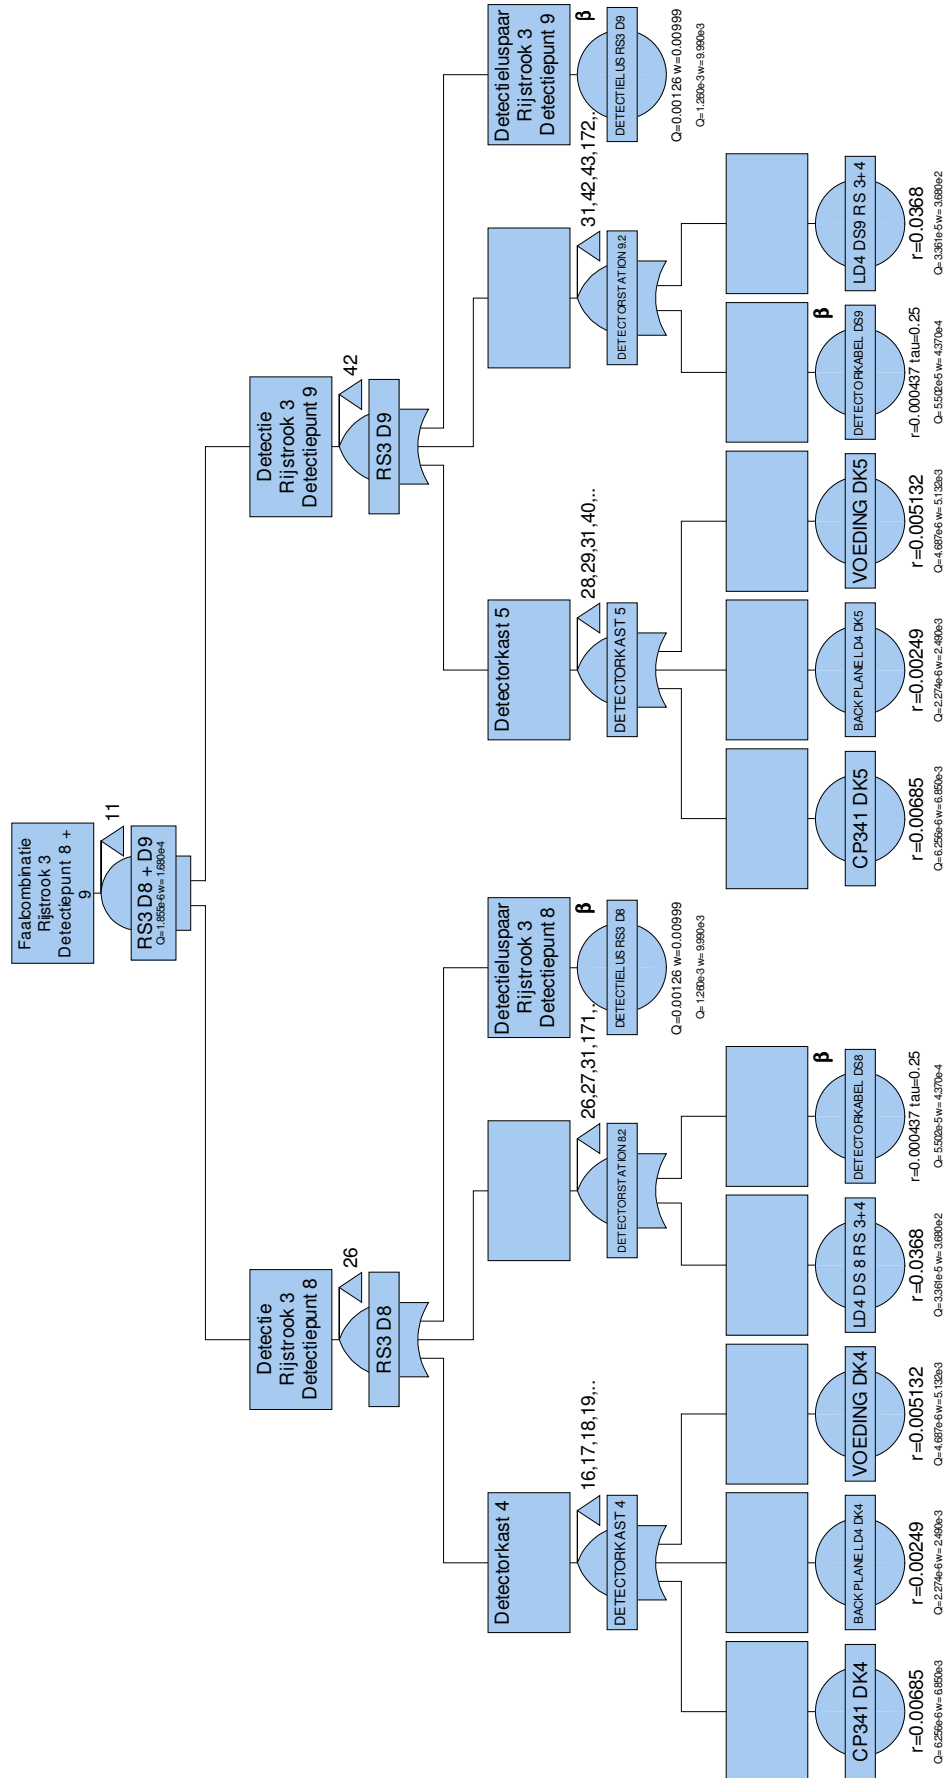 Faalcombinatie
Rijstrook 3
Detectiepunt 8 +
9
11
RS3 D8 + D9
Q=1.855e-6 w= 1.680e-4
Detectie
Rijstrook 3
Detectiepunt 8
26
RS3 D8
Detectie
Rijstrook 3
Detectiepunt 9
42
RS3 D9
Detectorkast 4
16,17,18,19,..
DETECTORKAST 4
26,27,31,171,..
DETECTORSTATION 8.2
Detectieluspaar
Rijstrook 3
Detectiepunt 8
β
DETECTIELUS RS3 D8
Q=0.00126 w=0.00999
Q=1.260e-3 w= 9.990e-3
Detectorkast 5
28,29,31,40,..
DETECTORKAST 5
31,42,43,172,..
DETECTORSTATION 9.2
Detectieluspaar
Rijstrook 3
Detectiepunt 9
β
DETECTIELUS RS3 D9
Q=0.00126 w=0.00999
Q=1.260e-3 w= 9.990e-3
CP341 DK4
r=0.00685
Q=6.256e-6 w= 6.850e-3
BACKPLANE LD4 DK4
r=0.00249
Q=2.274e-6 w= 2.490e-3
VOEDING DK4
r=0.005132
Q=4.687e-6 w= 5.132e-3
LD4 DS 8 RS 3+4
r=0.0368
Q=3.361e-5 w= 3.680e-2
β
DETECTORKABEL DS8
r=0.000437 tau=0.25
Q=5.502e-5 w= 4.370e-4
CP341 DK5
r=0.00685
Q=6.256e-6 w= 6.850e-3
BACKPLANE LD4 DK5
r=0.00249
Q=2.274e-6 w= 2.490e-3
VOEDING DK5
r=0.005132
Q=4.687e-6 w= 5.132e-3
β
DETECTORKABEL DS9
r=0.000437 tau=0.25
Q=5.502e-5 w= 4.370e-4
LD4 DS9 RS 3+4
r=0.0368
Q=3.361e-5 w= 3.680e-2